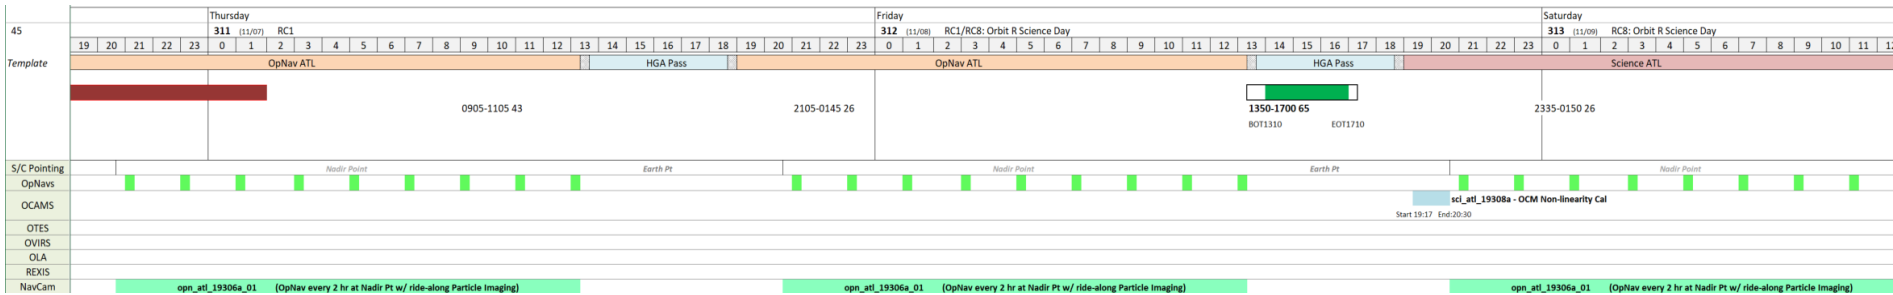 Thursday Friday Saturday
45 311 (11/07) RC1 312 (11/08) RC1/RC8: Orbit R Science Day 313 (11/09) RC8: Orbit R Science Day
19 20 21 22 23 0 1 2 3 4 5 6 7 8 9 10 11 12 13 14 15 16 17 18 19 20 21 22 23 0 1 2 3 4 5 6 7 8 9 10 11 12 13 14 15 16 17 18 19 20 21 22 23 0 1 2 3 4 5 6 7 8 9 10 11 12
Template OpNav ATL HGA Pass OpNav ATL HGA Pass Science ATL
0905-1105 43 2105-0145 26 1350-1700 65 2335-0150 26
BOT1310 EOT1710
S/C Pointing Nadir Point Earth Pt Nadir Point Earth Pt Nadir Point
OpNavs
OCAMS sci_atl_19308a - OCM Non-linearity Cal
Start 19:17 End:20:30
OTES
OVIRS
OLA
REXIS
NavCam opn_atl_19306a_01 (OpNav every 2 hr at Nadir Pt w/ ride-along Particle Imaging) opn_atl_19306a_01 (OpNav every 2 hr at Nadir Pt w/ ride-along Particle Imaging) opn_atl_19306a_01 (OpNav every 2 hr at Nadir Pt w/ ride-along Particle Imaging)